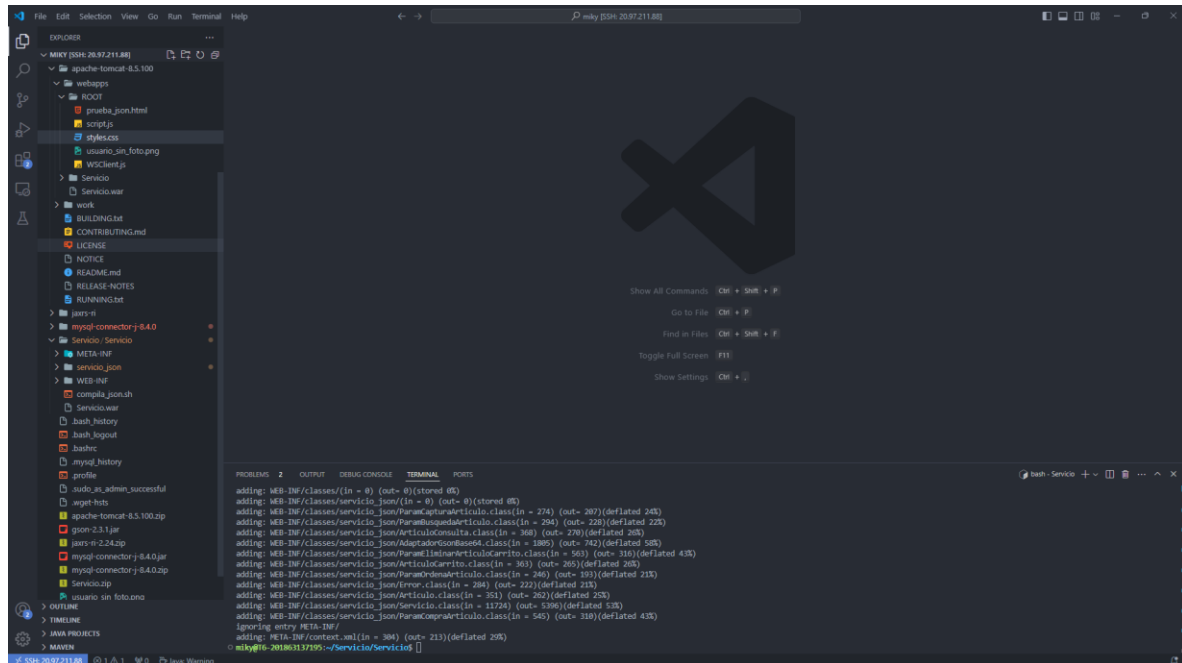 File Edit Selection View Go Run Terminal Help
miky [SSH: 20.97.211.88]
EXPLORER
MIKY [SSH: 20.97.211.88]
apache-tomcat-8.5.100
webapps
ROOT
prueba_json.html
script.js
styles.css
usuario_sin_foto.png
WSClient.js
Servicio
Servicio.war
work
BUILDING.txt
CONTRIBUTING.md
LICENSE
NOTICE
README.md
RELEASE-NOTES
RUNNING.txt
jaxrs-ri
mysql-connector-j-8.4.0
Servicio / Servicio
META-INF
servicio_json
WEB-INF
compila_json.sh
Servicio.war
.bash_history
.bash_logout
.bashrc
.mysql_history
.profile
.sudo_as_admin_successful
.wget-hsts
apache-tomcat-8.5.100.zip
gson-2.3.1.jar
jaxrs-ri-2.24.zip
mysql-connector-j-8.4.0.jar
mysql-connector-j-8.4.0.zip
Servicio.zip
usuario_sin_foto.png
OUTLINE
TIMELINE
JAVA PROJECTS
MAVEN
Show All Commands Ctrl + Shift + P
Go to File Ctrl + P
Find in Files Ctrl + Shift + F
Toggle Full Screen F11
Show Settings Ctrl + ,
PROBLEMS 2 OUTPUT DEBUG CONSOLE TERMINAL PORTS
bash - Servicio
adding: WEB-INF/classes/(in = 0) (out= 0)(stored 0%)
adding: WEB-INF/classes/servicio_json/(in = 0) (out= 0)(stored 0%)
adding: WEB-INF/classes/servicio_json/ParamCapturaArticulo.class(in = 274) (out= 207)(deflated 24%)
adding: WEB-INF/classes/servicio_json/ParamBusquedaArticulo.class(in = 294) (out= 228)(deflated 22%)
adding: WEB-INF/classes/servicio_json/ArticuloConsulta.class(in = 368) (out= 270)(deflated 26%)
adding: WEB-INF/classes/servicio_json/AdaptadorGsonBase64.class(in = 1805) (out= 742)(deflated 58%)
adding: WEB-INF/classes/servicio_json/ParamEliminarArticuloCarrito.class(in = 563) (out= 316)(deflated 43%)
adding: WEB-INF/classes/servicio_json/ArticuloCarrito.class(in = 363) (out= 265)(deflated 26%)
adding: WEB-INF/classes/servicio_json/ParamOrdenaArticulo.class(in = 246) (out= 193)(deflated 21%)
adding: WEB-INF/classes/servicio_json/Error.class(in = 284) (out= 222)(deflated 21%)
adding: WEB-INF/classes/servicio_json/Articulo.class(in = 351) (out= 262)(deflated 25%)
adding: WEB-INF/classes/servicio_json/Servicio.class(in = 11724) (out= 5396)(deflated 53%)
adding: WEB-INF/classes/servicio_json/ParamCompraArticulo.class(in = 545) (out= 310)(deflated 43%)
ignoring entry META-INF/
adding: META-INF/context.xml(in = 304) (out= 213)(deflated 29%)
miky@T6-201863137195:~/Servicio/Servicio$
SSH: 20.97.211.88 1 1 0 Java: Warning